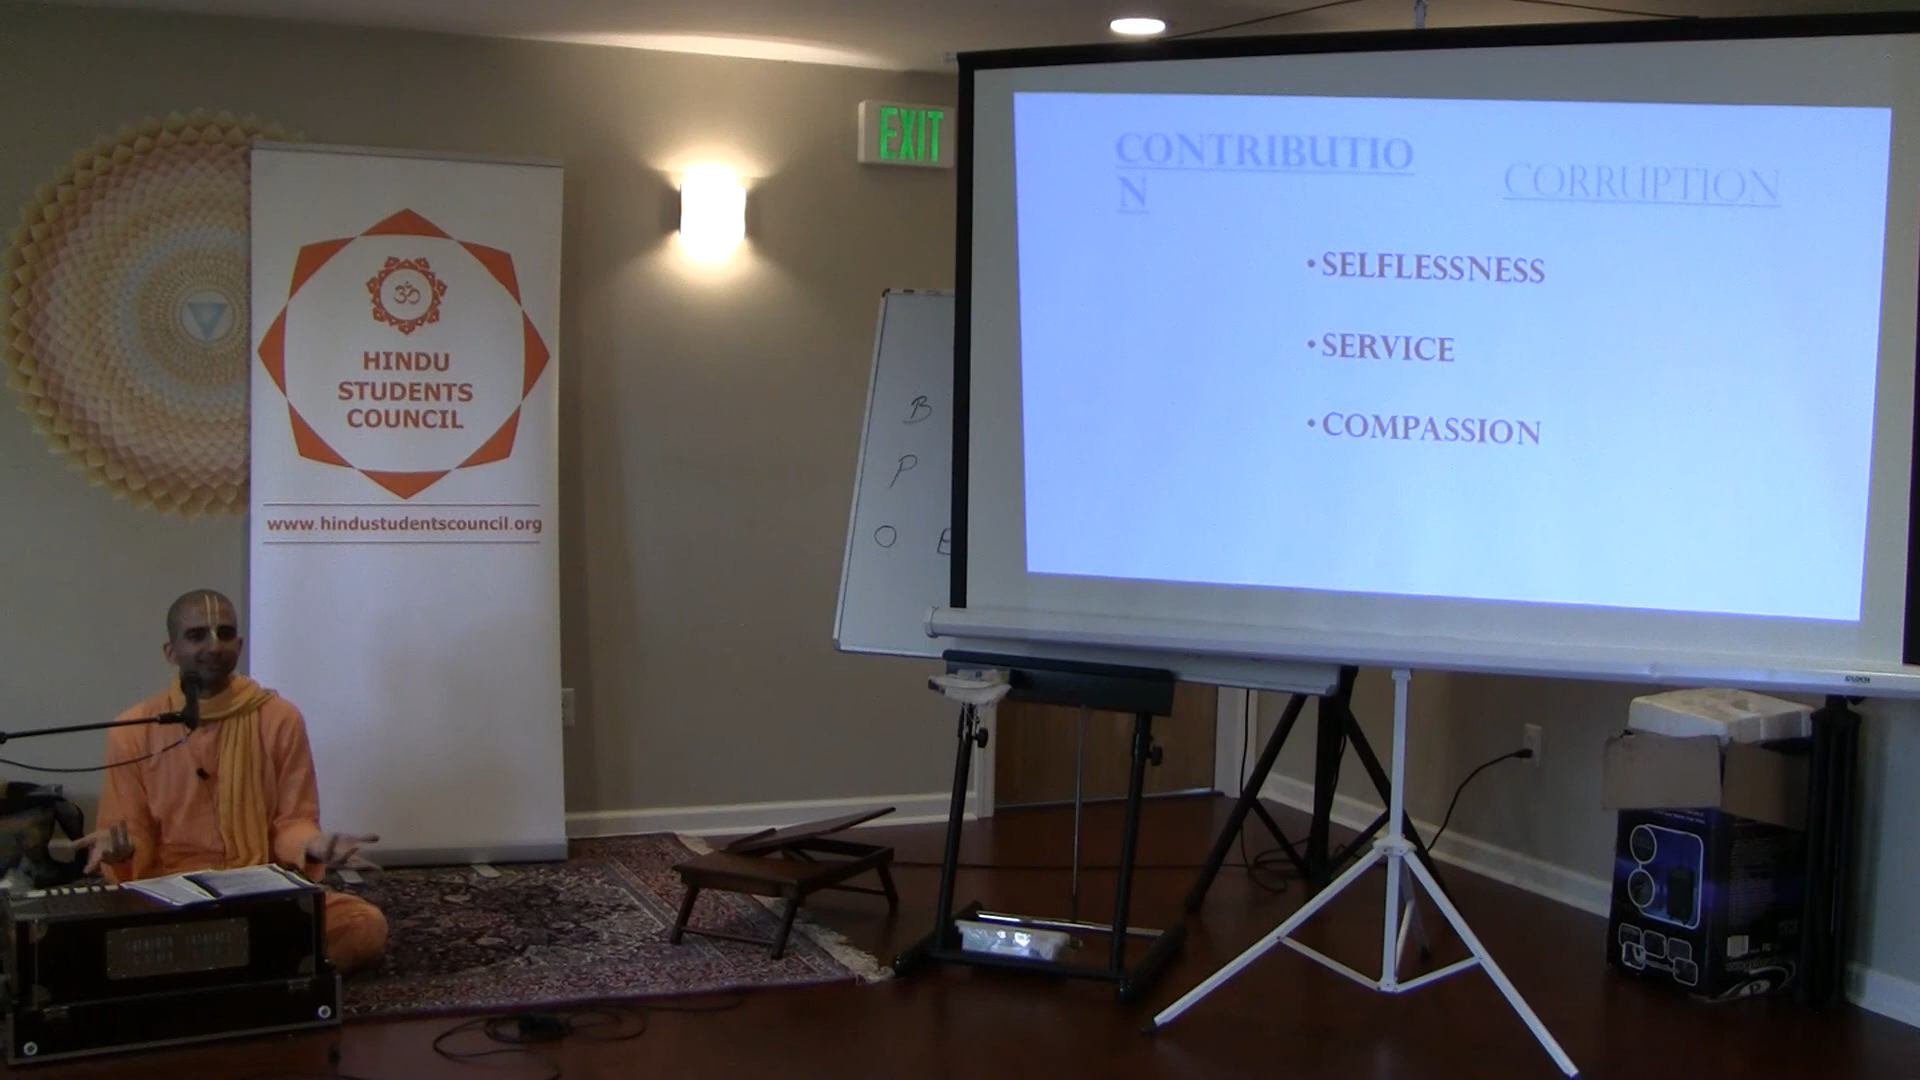 EXIT
CONTRIBUTIO
N
CORRUPTION
• SELFLESSNESS
• SERVICE
• COMPASSION
ॐ
HINDU
STUDENTS
COUNCIL
www.hindustudentscouncil.org
B
P
O E